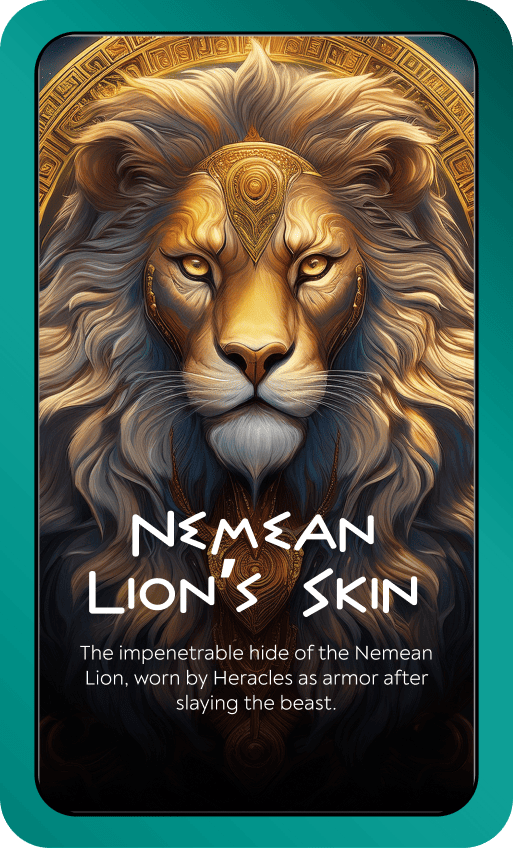 Nemean
Lion's Skin
The impenetrable hide of the Nemean
Lion, worn by Heracles as armor after
slaying the beast.